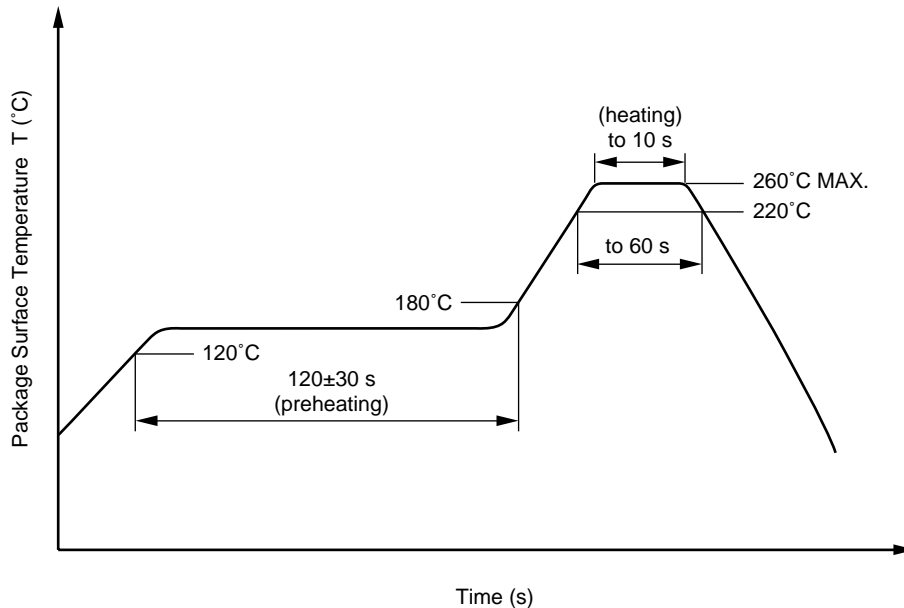 Package Surface Temperature T (˚C)
(heating)
to 10 s
260˚C MAX.
220˚C
to 60 s
180˚C
120˚C
120±30 s
(preheating)
Time (s)